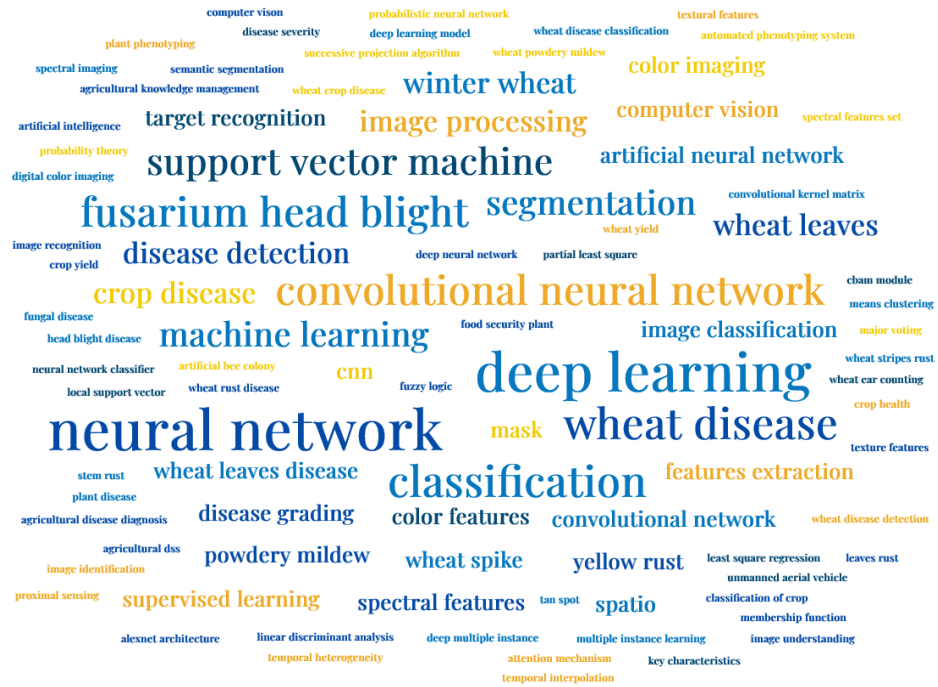 computer vison
probabilistic neural network
textural features
disease severity
deep learning model
wheat disease classification
automated phenotyping system
plant phenotyping
successive projection algorithm
wheat powdery mildew
spectral imaging
semantic segmentation
color imaging
agricultural knowledge management
wheat crop disease
winter wheat
artificial intelligence
target recognition
image processing
computer vision
spectral features set
probability theory
support vector machine
artificial neural network
digital color imaging
fusarium head blight
segmentation
convolutional kernel matrix
wheat yield
wheat leaves
image recognition
disease detection
deep neural network
partial least square
crop yield
crop disease
convolutional neural network
cbam module
means clustering
fungal disease
head blight disease
machine learning
food security plant
image classification
major voting
neural network classifier
artificial bee colony
cnn
deep learning
wheat stripes rust
local support vector
wheat rust disease
fuzzy logic
wheat ear counting
crop health
neural network
mask
wheat disease
texture features
stem rust
wheat leaves disease
classification
features extraction
plant disease
agricultural disease diagnosis
disease grading
color features
convolutional network
wheat disease detection
agricultural dss
powdery mildew
wheat spike
yellow rust
least square regression
leaves rust
image identification
unmanned aerial vehicle
proximal sensing
supervised learning
spectral features
tan spot
spatio
classification of crop
membership function
alexnet architecture
linear discriminant analysis
deep multiple instance
multiple instance learning
image understanding
temporal heterogeneity
attention mechanism
key characteristics
temporal interpolation